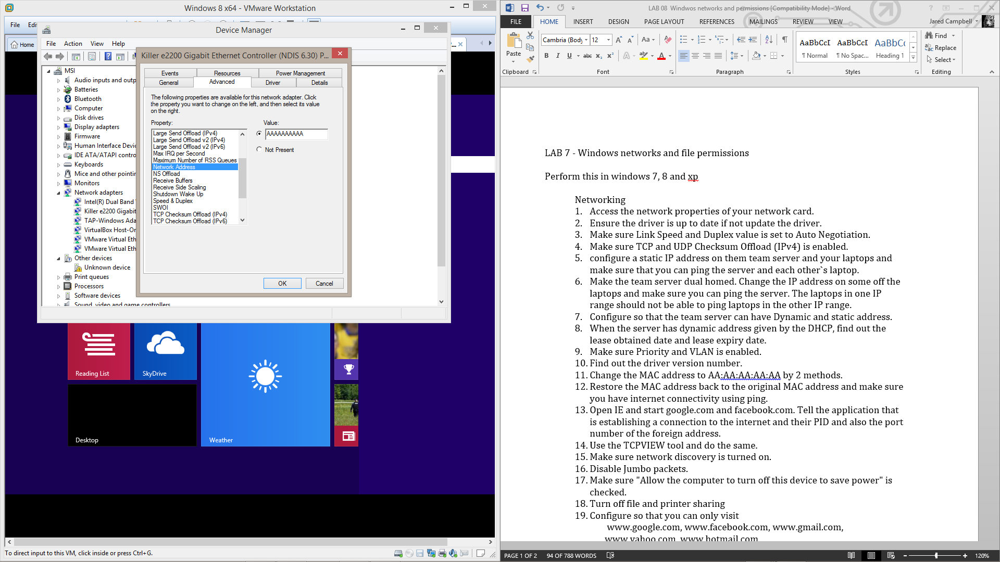 Windows 8 x64 - VMware Workstation
File
Device Manager
Home
File Action View Help
Killer e2200 Gigabit Ethernet Controller (NDIS 6.30) P...
MSI
Audio inputs and outp
Batteries
Bluetooth
Computer
Disk drives
Display adapters
Firmware
Human Interface Devic
IDE ATA/ATAPI contro
Keyboards
Mice and other pointin
Monitors
Network adapters
Intel(R) Dual Band
Killer e2200 Gigabit
TAP-Windows Ada
VirtualBox Host-On
VMware Virtual Eth
VMware Virtual Eth
Other devices
Unknown device
Print queues
Processors
Software devices
Sound, video and game controllers
Events Resources Power Management
General Advanced Driver Details
The following properties are available for this network adapter. Click
the property you want to change on the left, and then select its value
on the right.
Property: Value:
Large Send Offload (IPv4)
Large Send Offload v2 (IPv4)
Large Send Offload v2 (IPv6)
Max IRQ per Second
Maximum Number of RSS Queues
Network Address
NS Offload
Receive Buffers
Receive Side Scaling
Shutdown Wake Up
Speed & Duplex
SWOI
TCP Checksum Offload (IPv4)
TCP Checksum Offload (IPv6)
AAAAAAAAAA
Not Present
OK Cancel
Reading List
SkyDrive
Desktop
Weather
To direct input to this VM, click inside or press Ctrl+G.
LAB 08 Windwos networks and permissions [Compatibility Mode] - Word
FILE HOME INSERT DESIGN PAGE LAYOUT REFERENCES MAILINGS REVIEW VIEW Jared Campbell
Paste
Cambria (Body 12
AaBbCcI AaBbCcI AaBbCc
¶ Normal ¶ No Spac... Heading 1
Find
Replace
Select
Clipboard Font Paragraph Styles Editing
LAB 7 - Windows networks and file permissions
Perform this in windows 7, 8 and xp
Networking
1. Access the network properties of your network card.
2. Ensure the driver is up to date if not update the driver.
3. Make sure Link Speed and Duplex value is set to Auto Negotiation.
4. Make sure TCP and UDP Checksum Offload (IPv4) is enabled.
5. configure a static IP address on them team server and your laptops and
make sure that you can ping the server and each other`s laptop.
6. Make the team server dual homed. Change the IP address on some off the
laptops and make sure you can ping the server. The laptops in one IP
range should not be able to ping laptops in the other IP range.
7. Configure so that the team server can have Dynamic and static address.
8. When the server has dynamic address given by the DHCP, find out the
lease obtained date and lease expiry date.
9. Make sure Priority and VLAN is enabled.
10. Find out the driver version number.
11. Change the MAC address to AA:AA:AA:AA:AA by 2 methods.
12. Restore the MAC address back to the original MAC address and make sure
you have internet connectivity using ping.
13. Open IE and start google.com and facebook.com. Tell the application that
is establishing a connection to the internet and their PID and also the port
number of the foreign address.
14. Use the TCPVIEW tool and do the same.
15. Make sure network discovery is turned on.
16. Disable Jumbo packets.
17. Make sure "Allow the computer to turn off this device to save power" is
checked.
18. Turn off file and printer sharing
19. Configure so that you can only visit
www.google.com, www.facebook.com, www.gmail.com,
www.yahoo.com, www.hotmail.com
PAGE 1 OF 2 94 OF 788 WORDS
120%